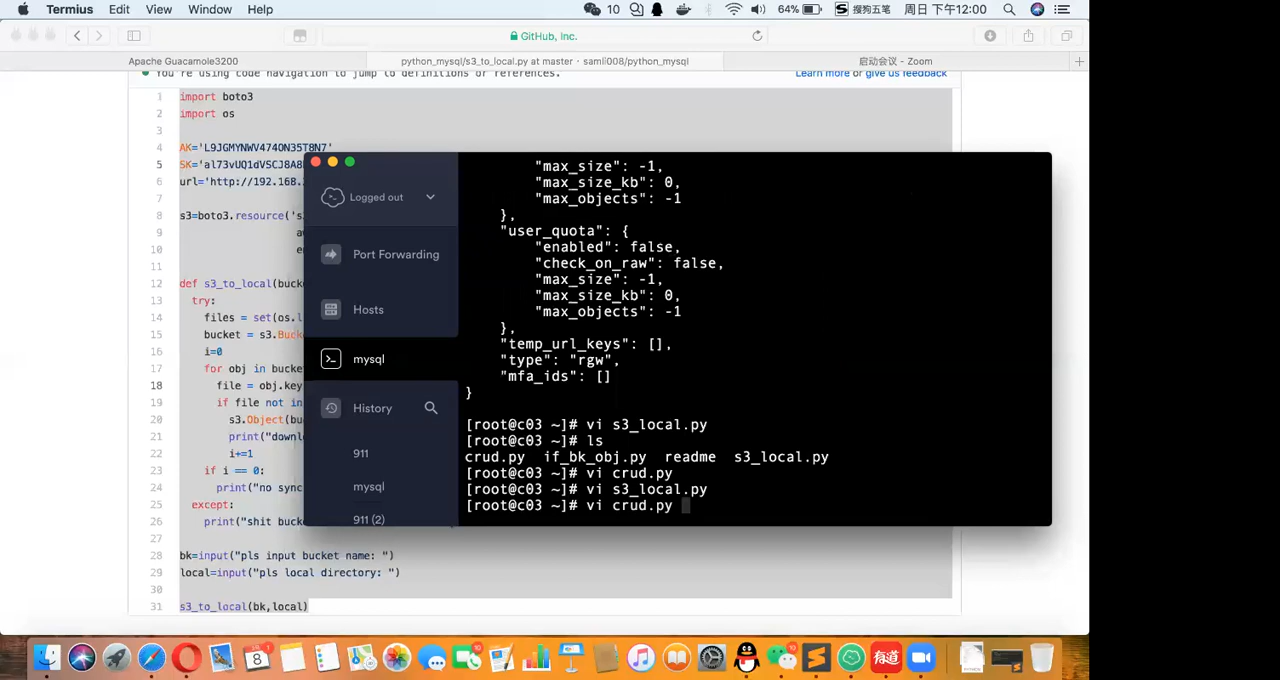 Termius Edit View Window Help 10 64% 搜狗五笔 周日 下午12:00
GitHub, Inc.
Apache Guacamole3200 python_mysql/s3_to_local.py at master · samli008/python_mysql 启动会议 - Zoom
You're using code navigation to jump to definitions or references. Learn more or give us feedback
1 import boto3
2 import os
3
4 AK='L9JGMYNWV474ON35T8N7'
5 SK='al73vUQ1dVSCJ8A8
6 url='http://192.168.
7
8 s3=boto3.resource('s
9 a
10 e
11
12 def s3_to_local(buck
13 try:
14 files = set(os.l
15 bucket = s3.Buck
16 i=0
17 for obj in bucke
18 file = obj.key
19 if file not in
20 s3.Object(bu
21 print("downl
22 i+=1
23 if i == 0:
24 print("no sync
25 except:
26 print("shit buck
27
28 bk=input("pls input bucket name: ")
29 local=input("pls local directory: ")
30
31 s3_to_local(bk,local)
Logged out
Port Forwarding
Hosts
mysql
History
911
mysql
911 (2)
"max_size": -1,
"max_size_kb": 0,
"max_objects": -1
},
"user_quota": {
"enabled": false,
"check_on_raw": false,
"max_size": -1,
"max_size_kb": 0,
"max_objects": -1
},
"temp_url_keys": [],
"type": "rgw",
"mfa_ids": []
}
[root@c03 ~]# vi s3_local.py
[root@c03 ~]# ls
crud.py if_bk_obj.py readme s3_local.py
[root@c03 ~]# vi crud.py
[root@c03 ~]# vi s3_local.py
[root@c03 ~]# vi crud.py
8
有道